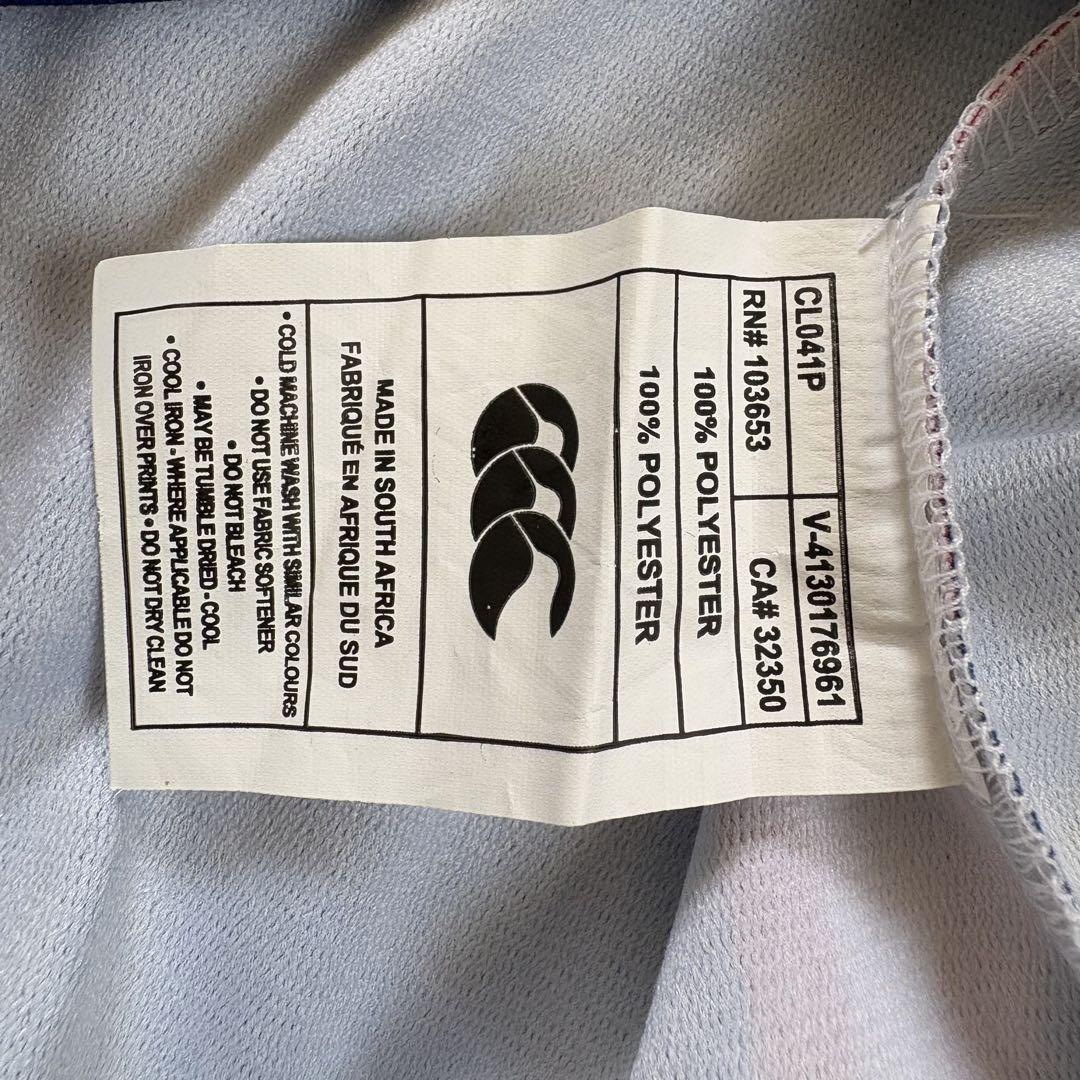 CL041P V-4130176961
RN# 103653 CA# 32350
100% POLYESTER
100% POLYESTER
MADE IN SOUTH AFRICA
FABRIQUÉ EN AFRIQUE DU SUD
• COLD MACHINE WASH WITH SIMILAR COLOURS
• DO NOT USE FABRIC SOFTENER
• DO NOT BLEACH
• MAY BE TUMBLE DRIED - COOL
• COOL IRON - WHERE APPLICABLE DO NOT
IRON OVER PRINTS • DO NOT DRY CLEAN